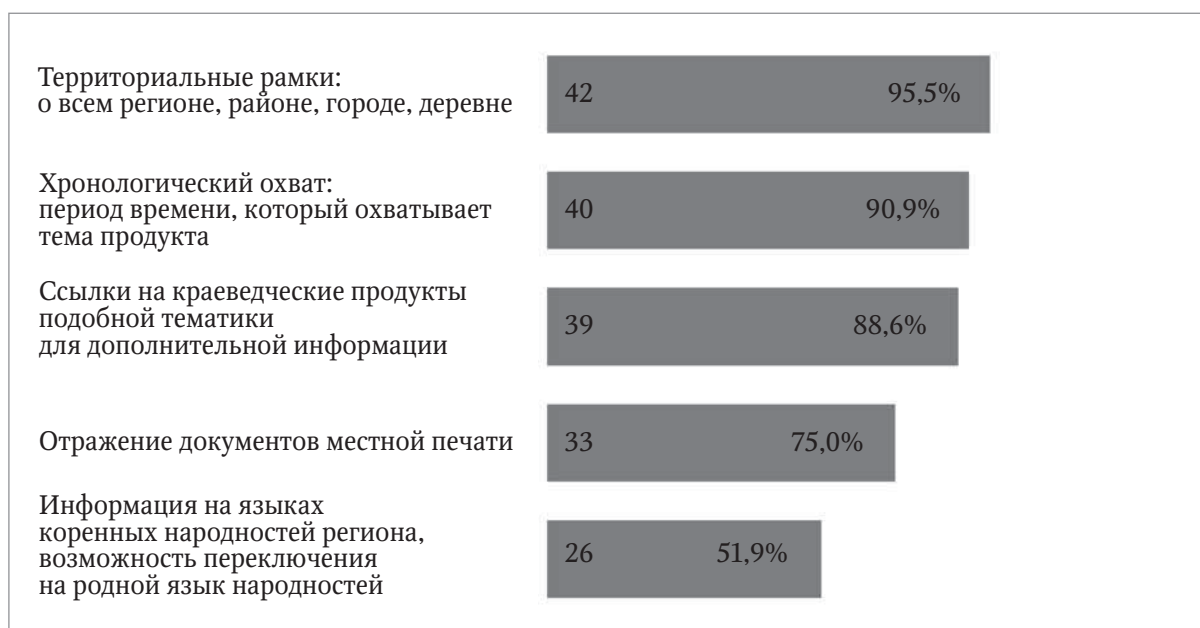 Территориальные рамки:
о всем регионе, районе, городе, деревне
42 95,5%
Хронологический охват:
период времени, который охватывает
тема продукта
40 90,9%
Ссылки на краеведческие продукты
подобной тематики
для дополнительной информации
39 88,6%
Отражение документов местной печати
33 75,0%
Информация на языках
коренных народностей региона,
возможность переключения
на родной язык народностей
26 51,9%